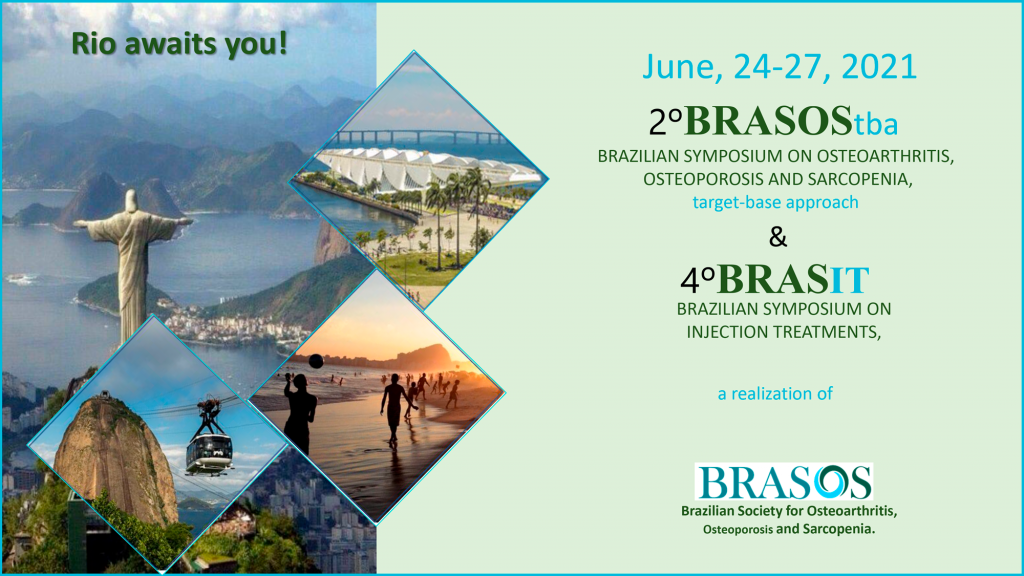 Rio awaits you!
June, 24-27, 2021
2ºBRASOStba
BRAZILIAN SYMPOSIUM ON OSTEOARTHRITIS,
OSTEOPOROSIS AND SARCOPENIA,
target-base approach
&
4ºBRASIT
BRAZILIAN SYMPOSIUM ON
INJECTION TREATMENTS,
a realization of
BRASOS
Brazilian Society for Osteoarthritis,
Osteoporosis and Sarcopenia.